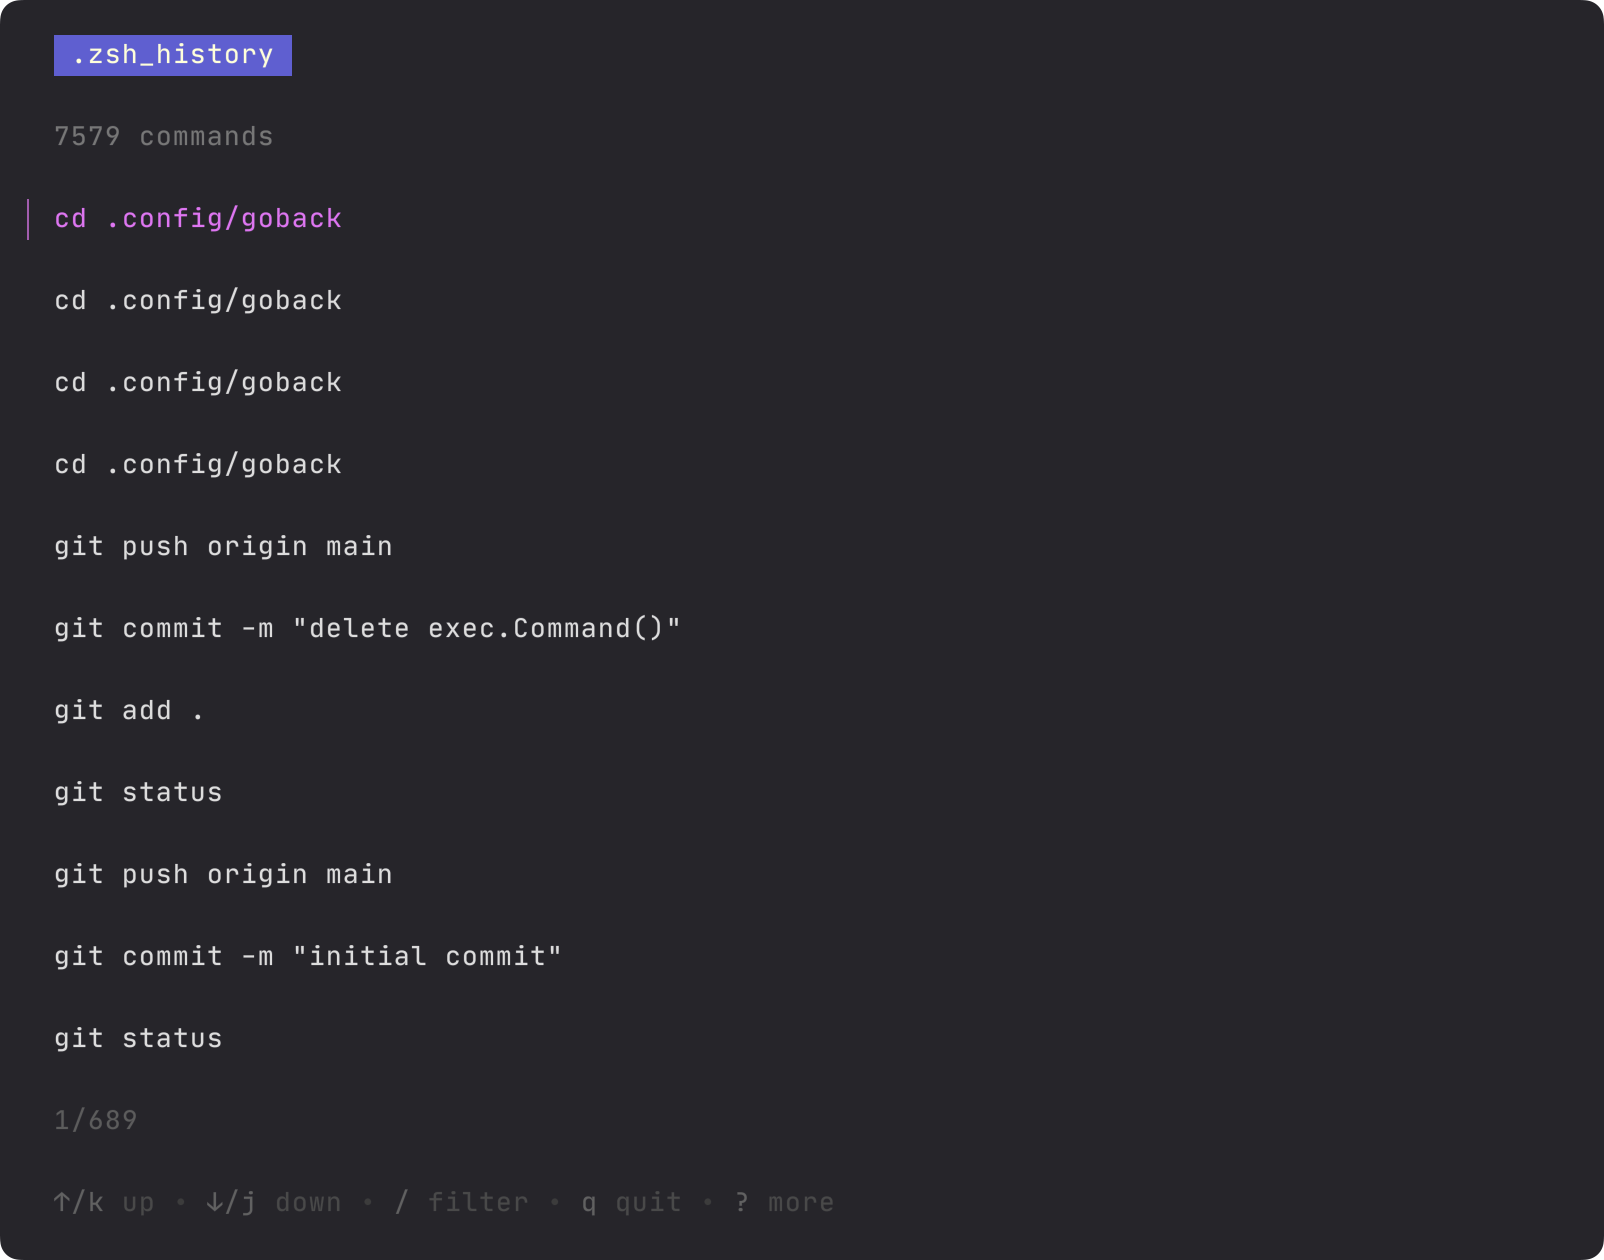 .zsh_history
7579 commands
cd .config/goback
cd .config/goback
cd .config/goback
cd .config/goback
git push origin main
git commit -m "delete exec.Command()"
git add .
git status
git push origin main
git commit -m "initial commit"
git status
1/689
↑/k up • ↓/j down • / filter • q quit • ? more